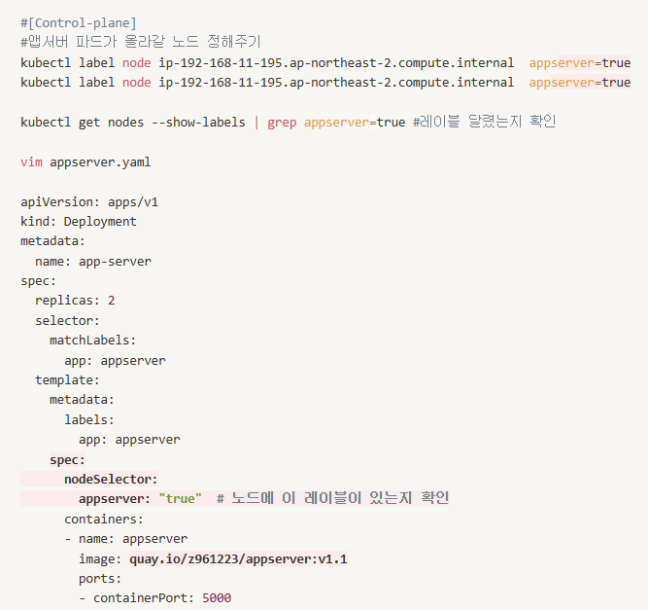 #[Control-plane]
#앱서버 파드가 올라갈 노드 정해주기
kubectl label node ip-192-168-11-195.ap-northeast-2.compute.internal  appserver=true
kubectl label node ip-192-168-11-195.ap-northeast-2.compute.internal  appserver=true

kubectl get nodes --show-labels | grep appserver=true #레이블 달렸는지 확인

vim appserver.yaml

apiVersion: apps/v1
kind: Deployment
metadata:
  name: app-server
spec:
  replicas: 2
  selector:
    matchLabels:
      app: appserver
  template:
    metadata:
      labels:
        app: appserver
    spec:
      nodeSelector:
        appserver: "true"  # 노드에 이 레이블이 있는지 확인
      containers:
      - name: appserver
        image: quay.io/z961223/appserver:v1.1
        ports:
        - containerPort: 5000